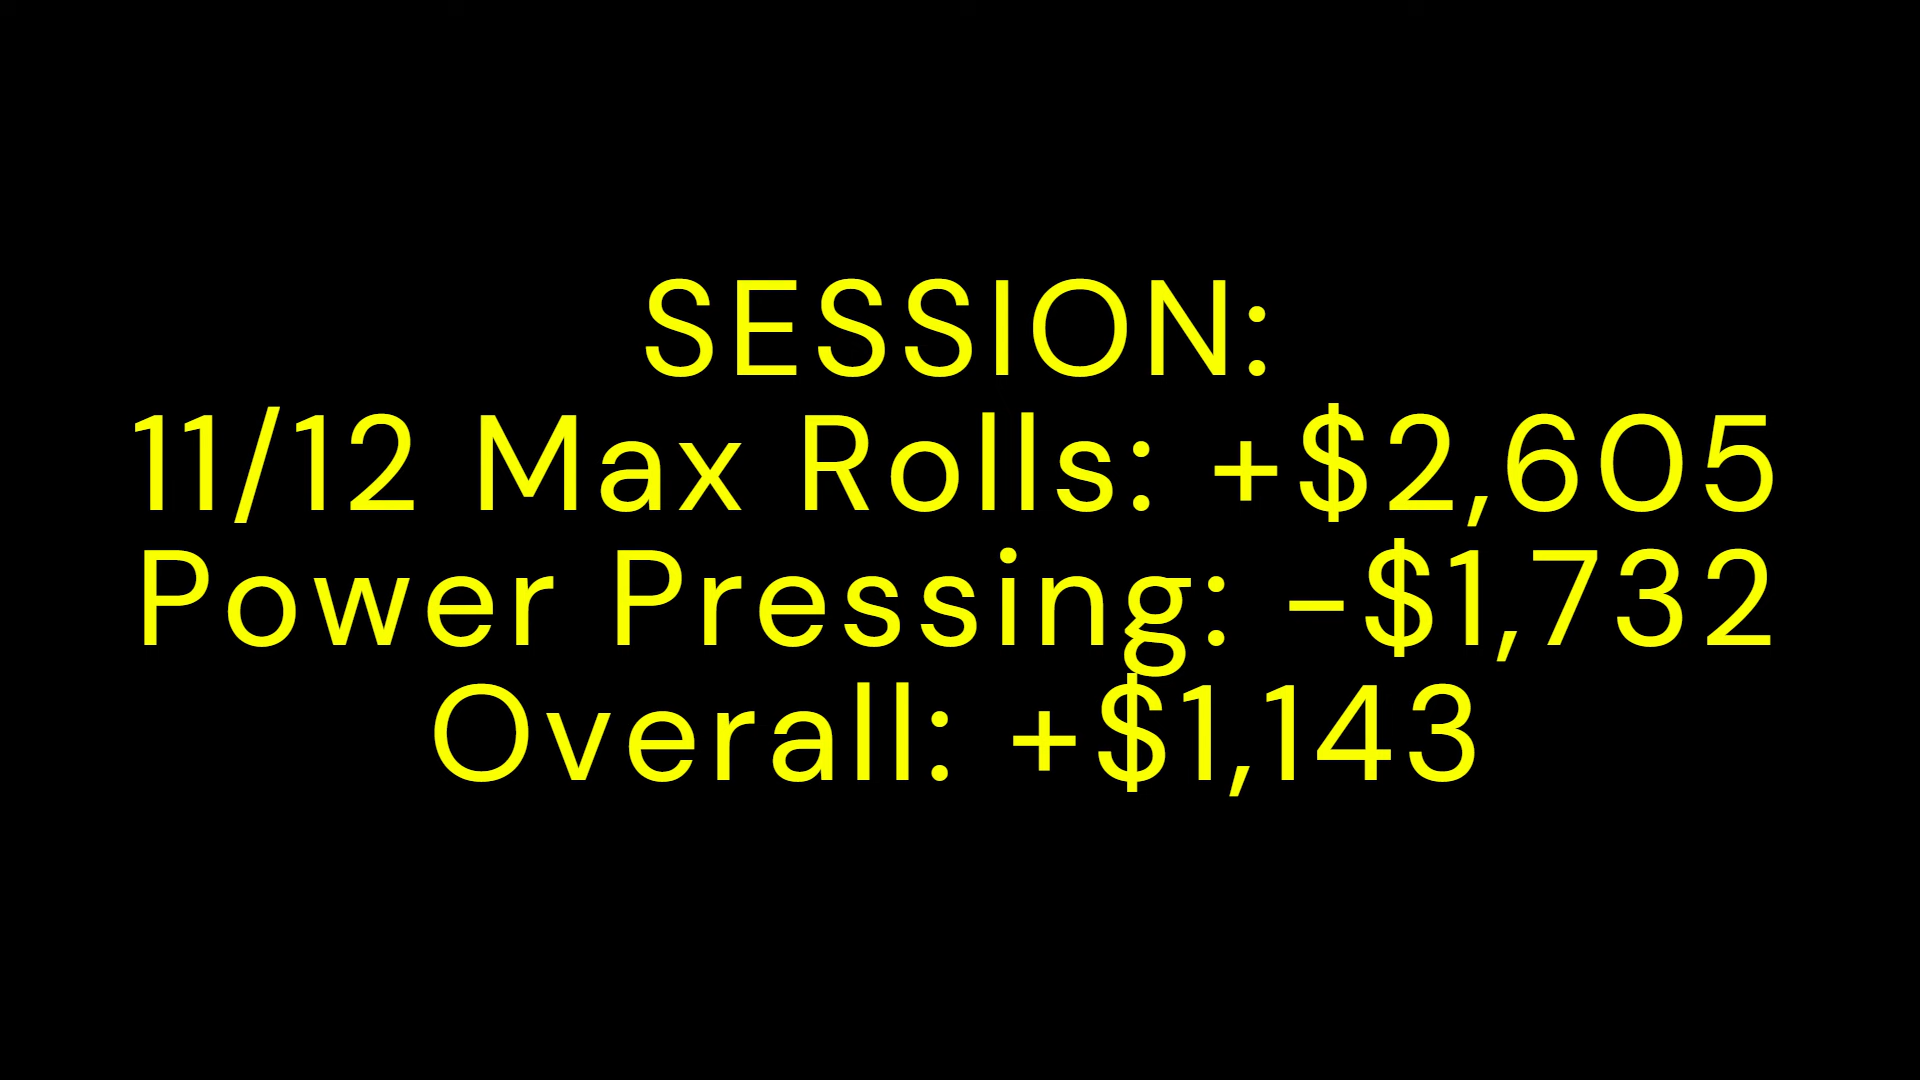 SESSION:
11/12 Max Rolls: +$2,605
Power Pressing: -$1,732
Overall: +$1,143